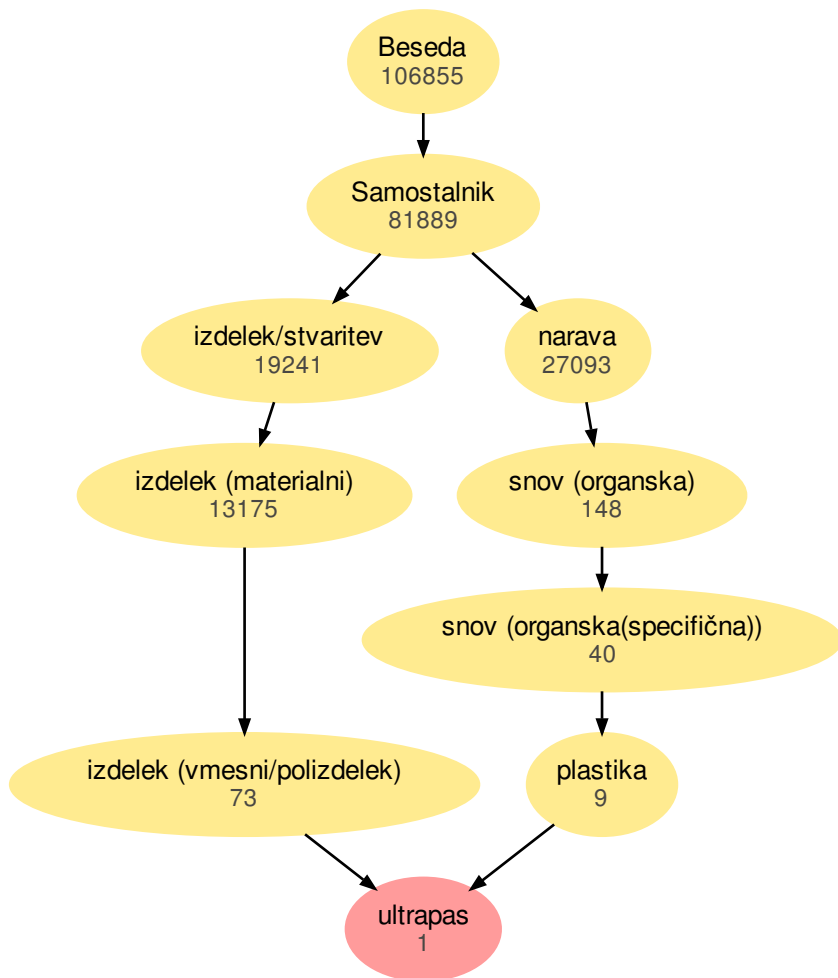 Beseda
106855
Samostalnik
81889
izdelek/stvaritev
19241
narava
27093
izdelek (materialni)
13175
snov (organska)
148
snov (organska(specifična))
40
izdelek (vmesni/polizdelek)
73
plastika
9
ultrapas
1